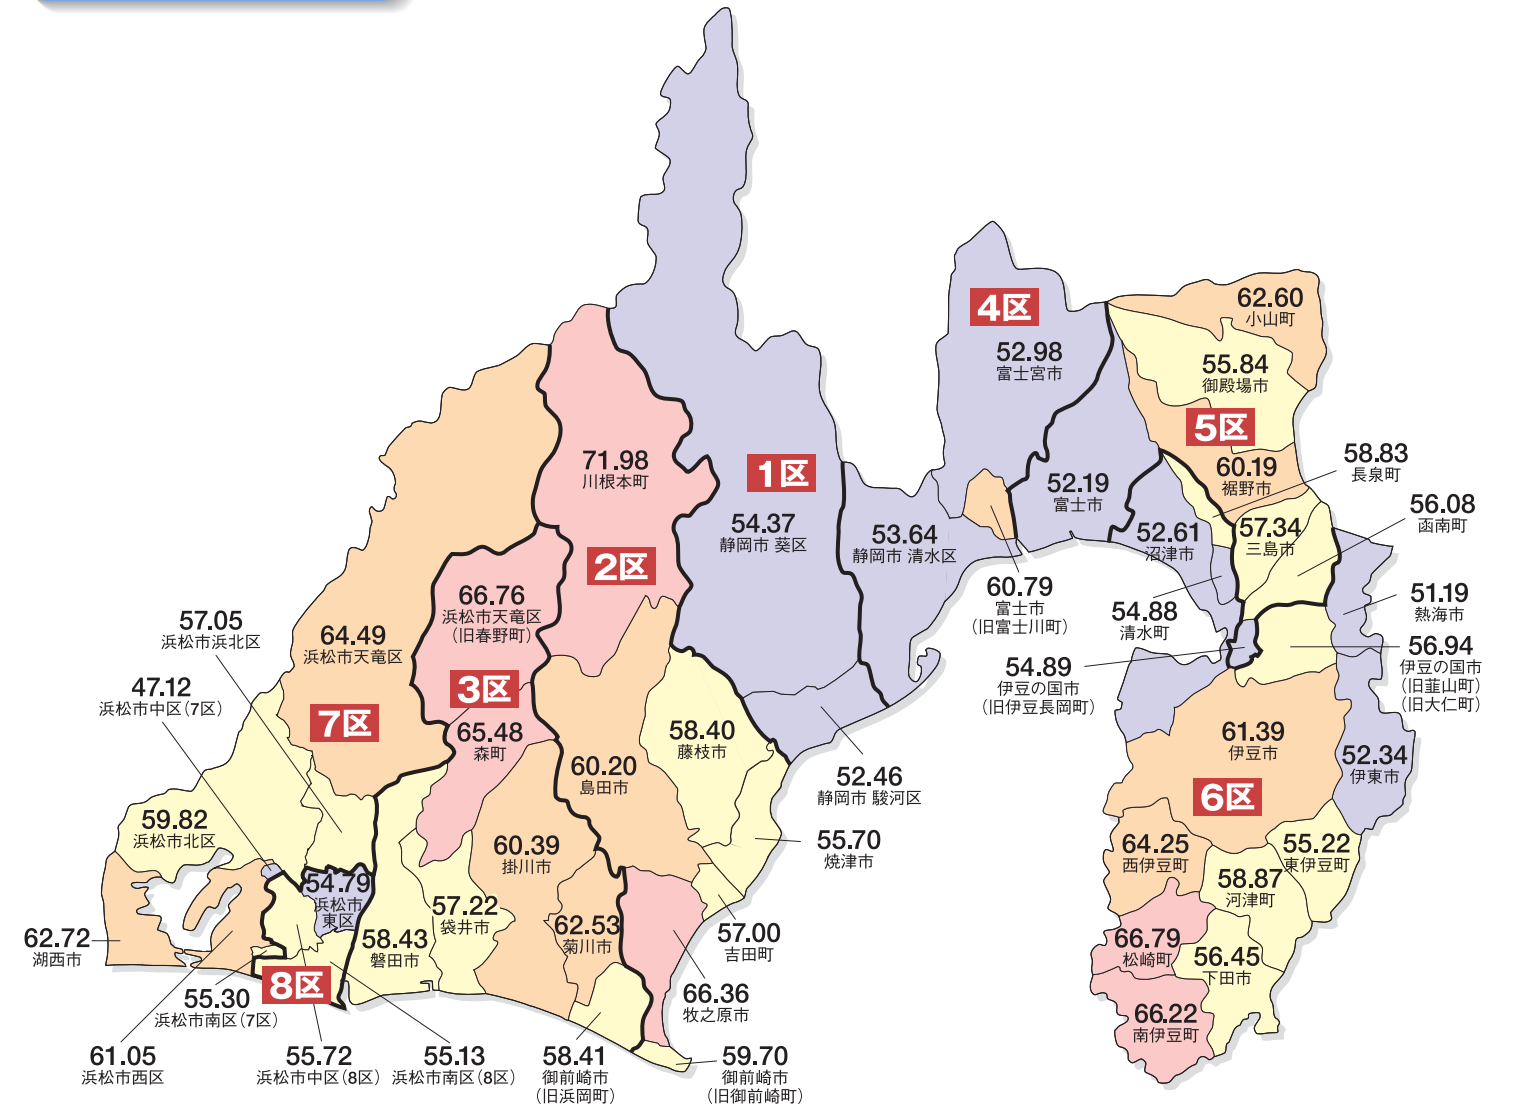 62.60
小山町
4区
52.98
富士宮市
55.84
御殿場市
5区
58.83
長泉町
71.98
川根本町
1区
60.19
裾野市
52.19
富士市
56.08
函南町
54.37
静岡市 葵区
53.64
静岡市 清水区
52.61
沼津市
57.34
三島市
2区
66.76
浜松市天竜区
(旧春野町)
60.79
富士市
(旧富士川町)
54.88
清水町
51.19
熱海市
57.05
浜松市浜北区
64.49
浜松市天竜区
56.94
伊豆の国市
(旧韮山町)
(旧大仁町)
54.89
伊豆の国市
(旧伊豆長岡町)
47.12
浜松市中区(7区)
3区
7区
65.48
森町
58.40
藤枝市
61.39
伊豆市
52.34
伊東市
60.20
島田市
52.46
静岡市 駿河区
6区
59.82
浜松市北区
60.39
掛川市
55.70
焼津市
64.25
西伊豆町
55.22
東伊豆町
54.79
浜松市
東区
58.87
河津町
57.22
袋井市
62.53
菊川市
62.72
湖西市
58.43
磐田市
57.00
吉田町
66.79
松崎町
56.45
下田市
8区
55.30
浜松市南区(7区)
66.36
牧之原市
66.22
南伊豆町
61.05
浜松市西区
55.72
浜松市中区(8区)
55.13
浜松市南区(8区)
58.41
御前崎市
(旧浜岡町)
59.70
御前崎市
(旧御前崎町)